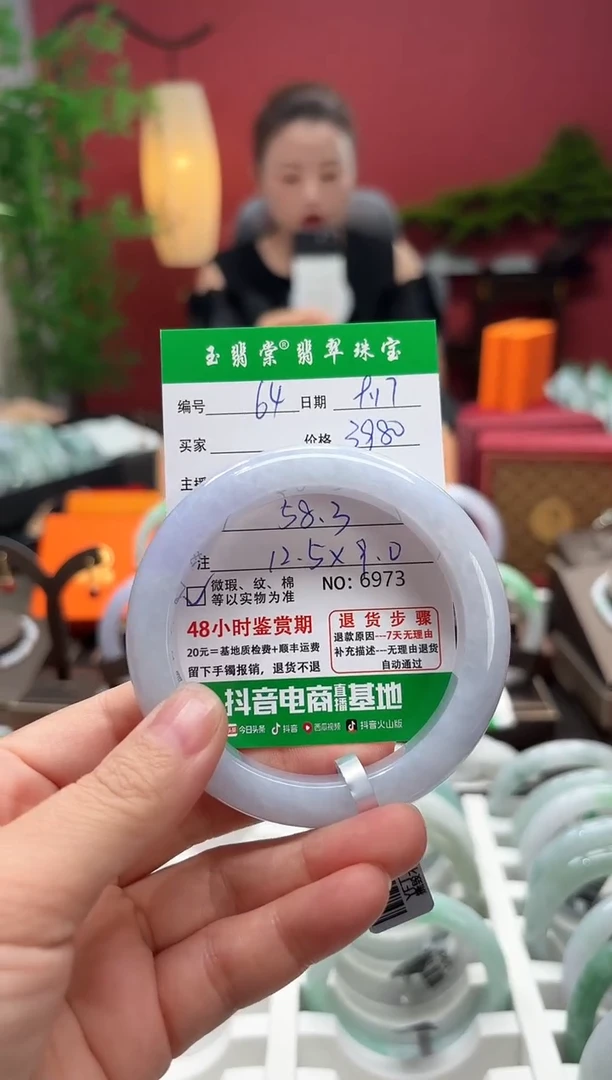 玉翡棠®翡翠珠宝
编号 64 日期
买家 价格 3980
主播
58.3
注 12.5×9.0
微瑕、纹、棉
等以实物为准
NO: 6973
48小时鉴赏期
20元=基地质检费+顺丰运费
留下手镯报销，退货不退
退货步骤
退款原因---7天无理由
补充描述---无理由退货
自动通过
抖音电商直播基地
今日头条 抖音 西瓜视频 抖音火山版